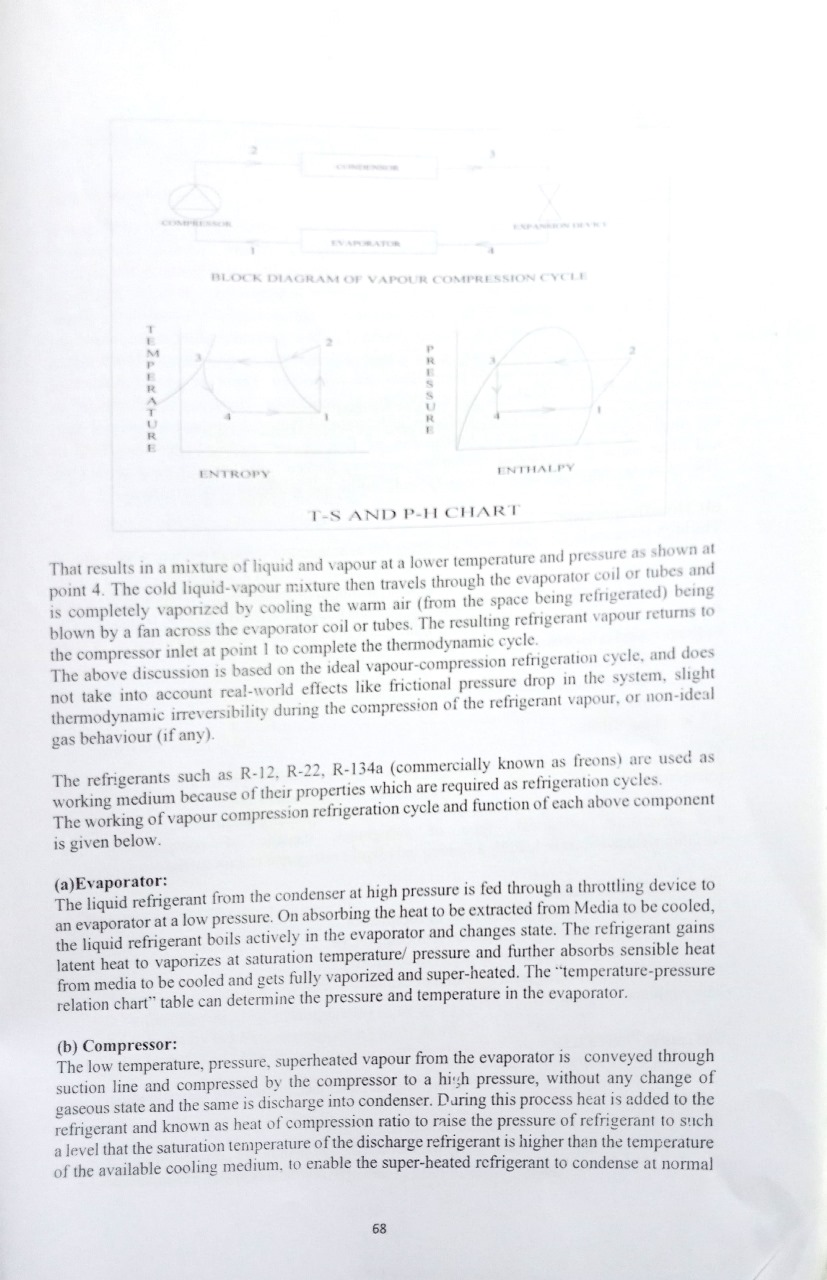 2 3
CONDENSOR
COMPRESSOR EXPANSION DEVICE
EVAPORATOR
1 4
BLOCK DIAGRAM OF VAPOUR COMPRESSION CYCLE
TEMPERATURE
3 2
4 1
ENTROPY
PRESSURE
3 2
4 1
ENTHALPY
T-S AND P-H CHART
That results in a mixture of liquid and vapour at a lower temperature and pressure as shown at
point 4. The cold liquid-vapour mixture then travels through the evaporator coil or tubes and
is completely vaporized by cooling the warm air (from the space being refrigerated) being
blown by a fan across the evaporator coil or tubes. The resulting refrigerant vapour returns to
the compressor inlet at point 1 to complete the thermodynamic cycle.
The above discussion is based on the ideal vapour-compression refrigeration cycle, and does
not take into account real-world effects like frictional pressure drop in the system, slight
thermodynamic irreversibility during the compression of the refrigerant vapour, or non-ideal
gas behaviour (if any).
The refrigerants such as R-12, R-22, R-134a (commercially known as freons) are used as
working medium because of their properties which are required as refrigeration cycles.
The working of vapour compression refrigeration cycle and function of each above component
is given below.
(a)Evaporator:
The liquid refrigerant from the condenser at high pressure is fed through a throttling device to
an evaporator at a low pressure. On absorbing the heat to be extracted from Media to be cooled,
the liquid refrigerant boils actively in the evaporator and changes state. The refrigerant gains
latent heat to vaporizes at saturation temperature/ pressure and further absorbs sensible heat
from media to be cooled and gets fully vaporized and super-heated. The “temperature-pressure
relation chart” table can determine the pressure and temperature in the evaporator.
(b) Compressor:
The low temperature, pressure, superheated vapour from the evaporator is conveyed through
suction line and compressed by the compressor to a high pressure, without any change of
gaseous state and the same is discharge into condenser. During this process heat is added to the
refrigerant and known as heat of compression ratio to raise the pressure of refrigerant to such
a level that the saturation temperature of the discharge refrigerant is higher than the temperature
of the available cooling medium, to enable the super-heated refrigerant to condense at normal
68